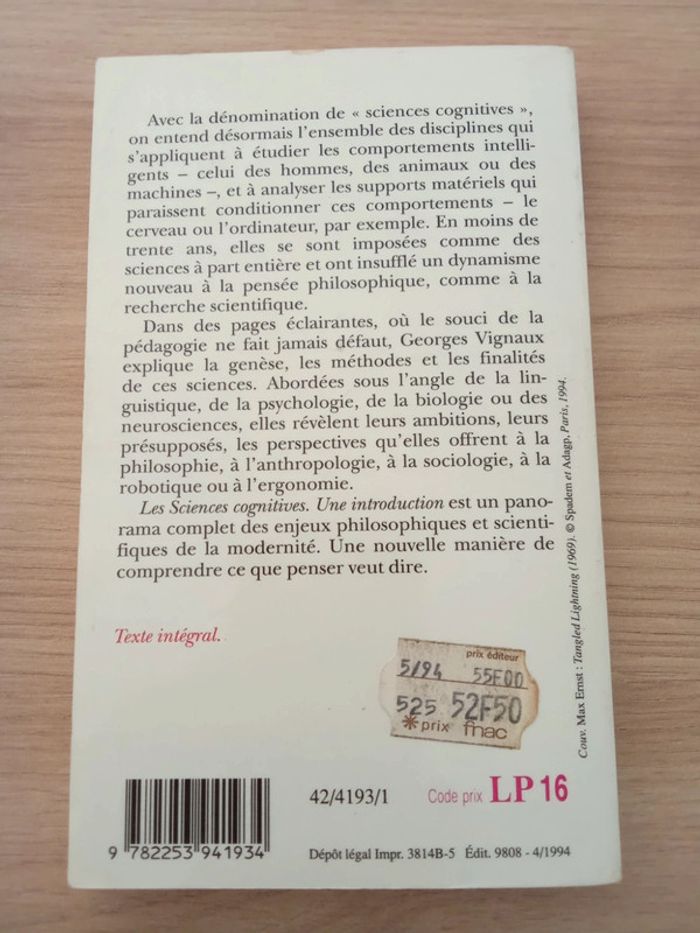 Avec la dénomination de « sciences cognitives »,
on entend désormais l'ensemble des disciplines qui
s'appliquent à étudier les comportements intelli-
gents – celui des hommes, des animaux ou des
machines –, et à analyser les supports matériels qui
paraissent conditionner ces comportements – le
cerveau ou l'ordinateur, par exemple. En moins de
trente ans, elles se sont imposées comme des
sciences à part entière et ont insufflé un dynamisme
nouveau à la pensée philosophique, comme à la
recherche scientifique.
Dans des pages éclairantes, où le souci de la
pédagogie ne fait jamais défaut, Georges Vignaux
explique la genèse, les méthodes et les finalités
de ces sciences. Abordées sous l'angle de la lin-
guistique, de la psychologie, de la biologie ou des
neurosciences, elles révèlent leurs ambitions, leurs
présupposés, les perspectives qu'elles offrent à la
philosophie, à l'anthropologie, à la sociologie, à la
robotique ou à l'ergonomie.
Les Sciences cognitives. Une introduction est un pano-
rama complet des enjeux philosophiques et scienti-
fiques de la modernité. Une nouvelle manière de
comprendre ce que penser veut dire.
Texte intégral.
prix éditeur
5/94 55F00
525 52F50
*prix fnac
Couv. Max Ernst : Tangled Lightning (1969). © Spadem et Adagp, Paris, 1994.
42/4193/1 Code prix LP 16
9 782253 941934
Dépôt légal Impr. 3814B-5 Édit. 9808 - 4/1994